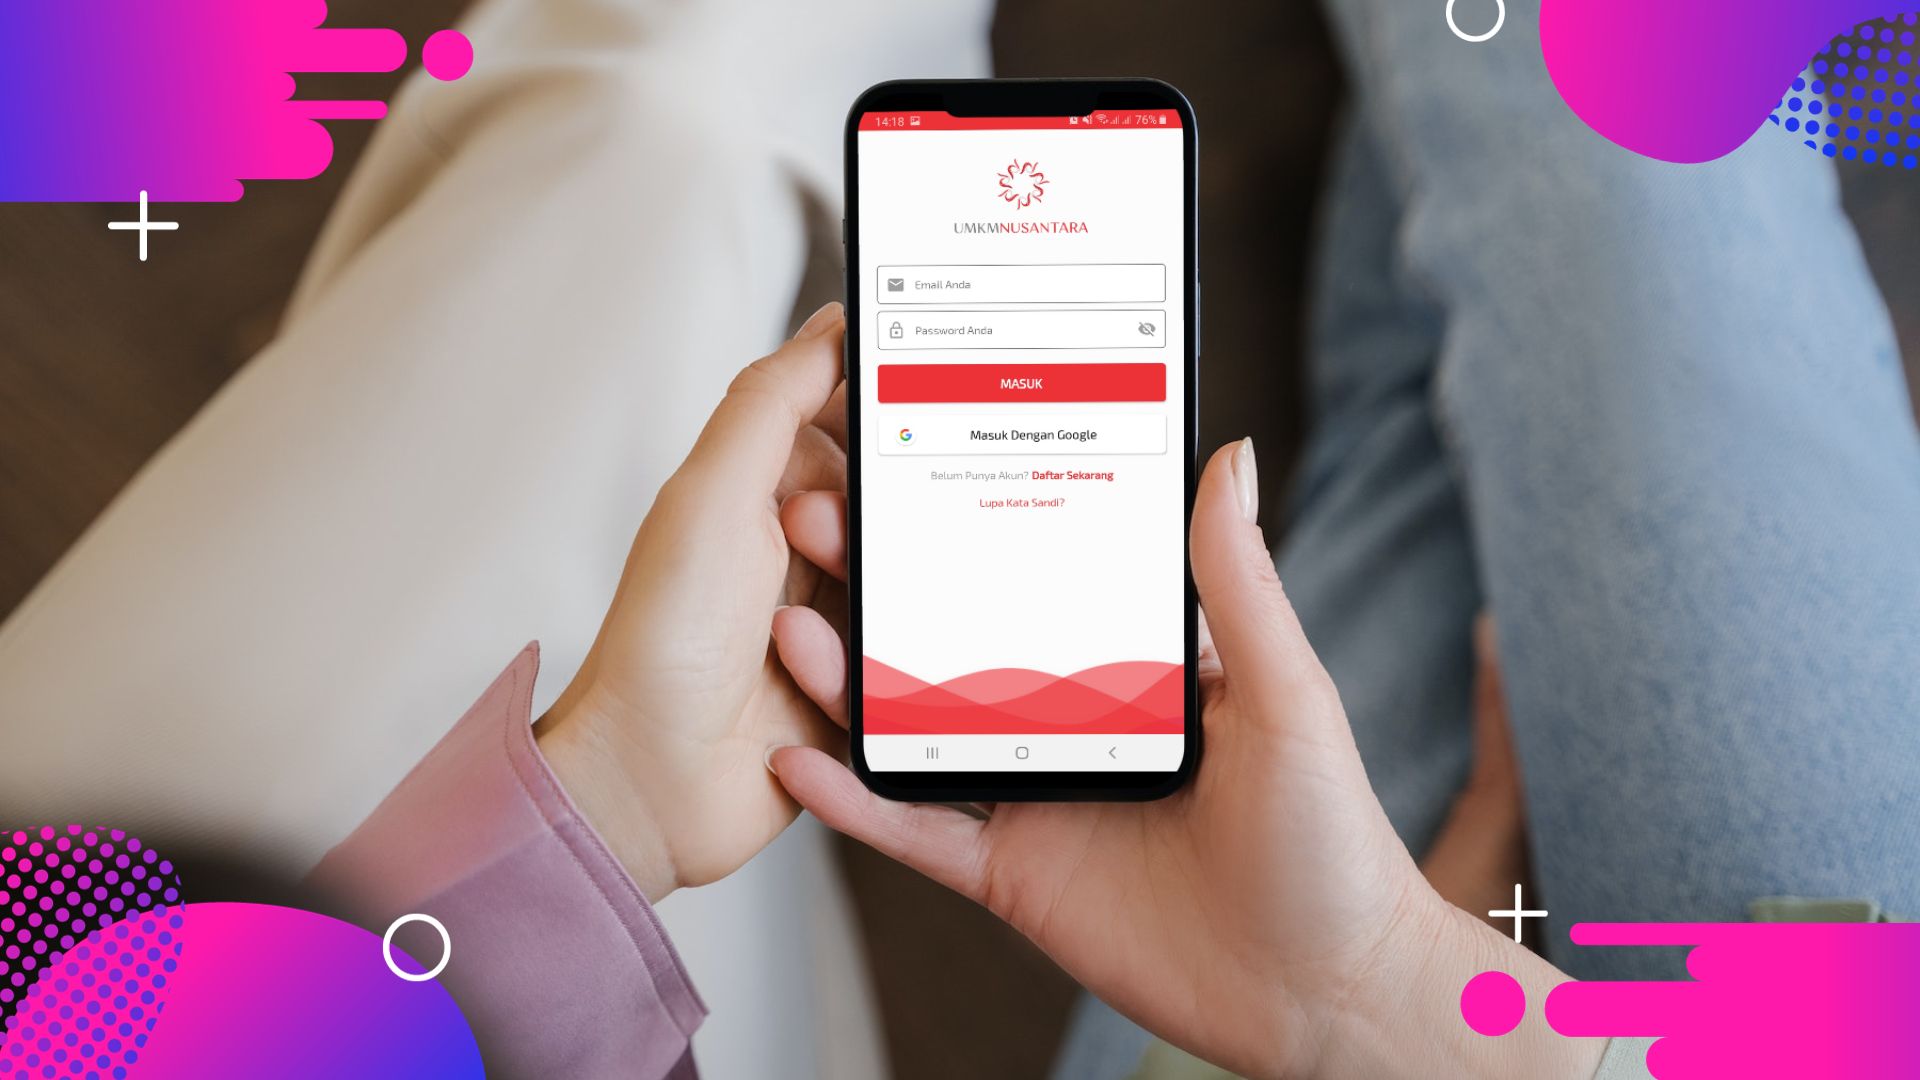 14:18
76%
UMKMNUSANTARA
Email Anda
Password Anda
MASUK
Masuk Dengan Google
Belum Punya Akun? Daftar Sekarang
Lupa Kata Sandi?